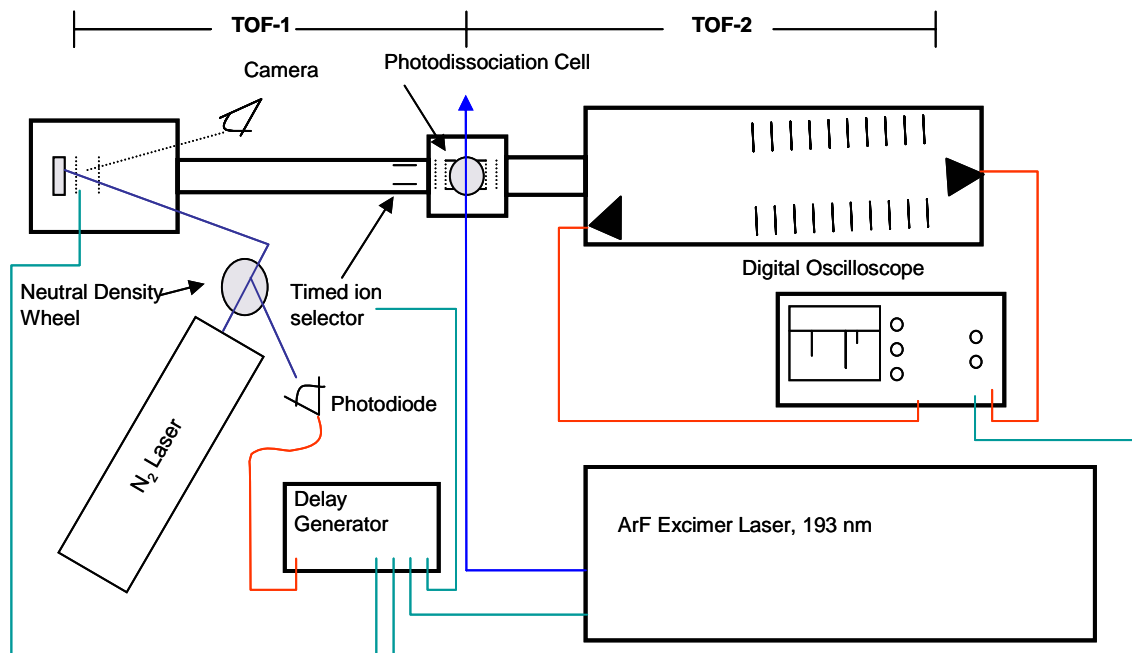 TOF-1
TOF-2
Camera
Photodissociation Cell
Neutral Density
Wheel
Timed ion
selector
Digital Oscilloscope
Photodiode
N₂ Laser
Delay
Generator
ArF Excimer Laser, 193 nm